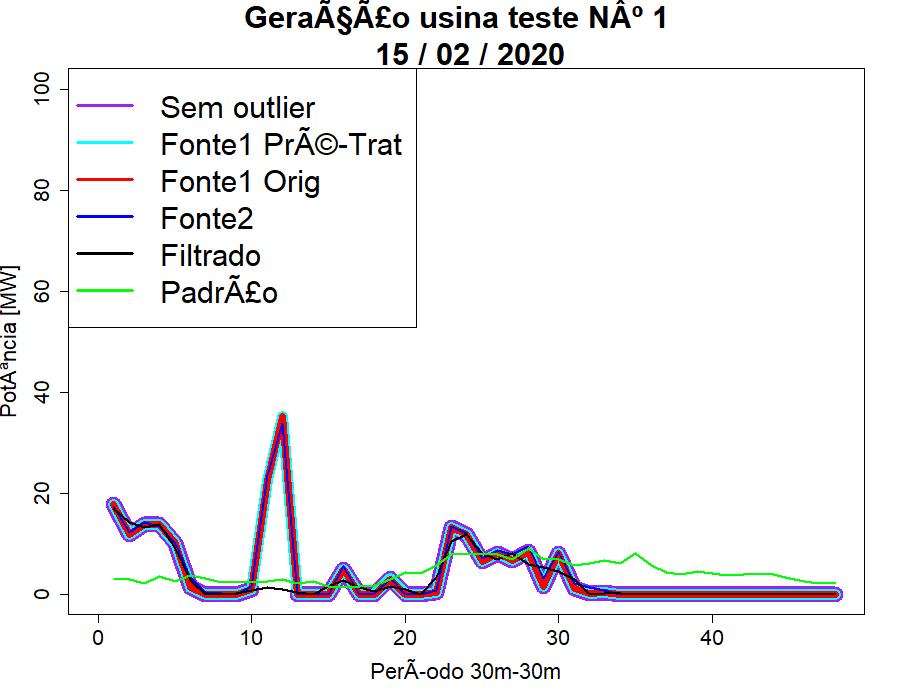 GeraÃ§Ã£o usina teste NÂº 1
15 / 02 / 2020
Sem outlier
Fonte1 PrÃ©-Trat
Fonte1 Orig
Fonte2
Filtrado
PadrÃ£o
PotÃªncia [MW]
100
80
60
40
20
0
0 10 20 30 40
PerÃ­-odo 30m-30m